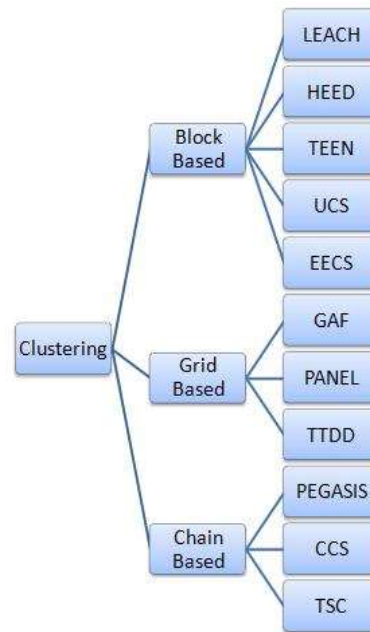 LEACH
HEED
Block
Based
TEEN
UCS
EECS
Clustering
GAF
Grid
Based
PANEL
TTDD
PEGASIS
Chain
Based
CCS
TSC